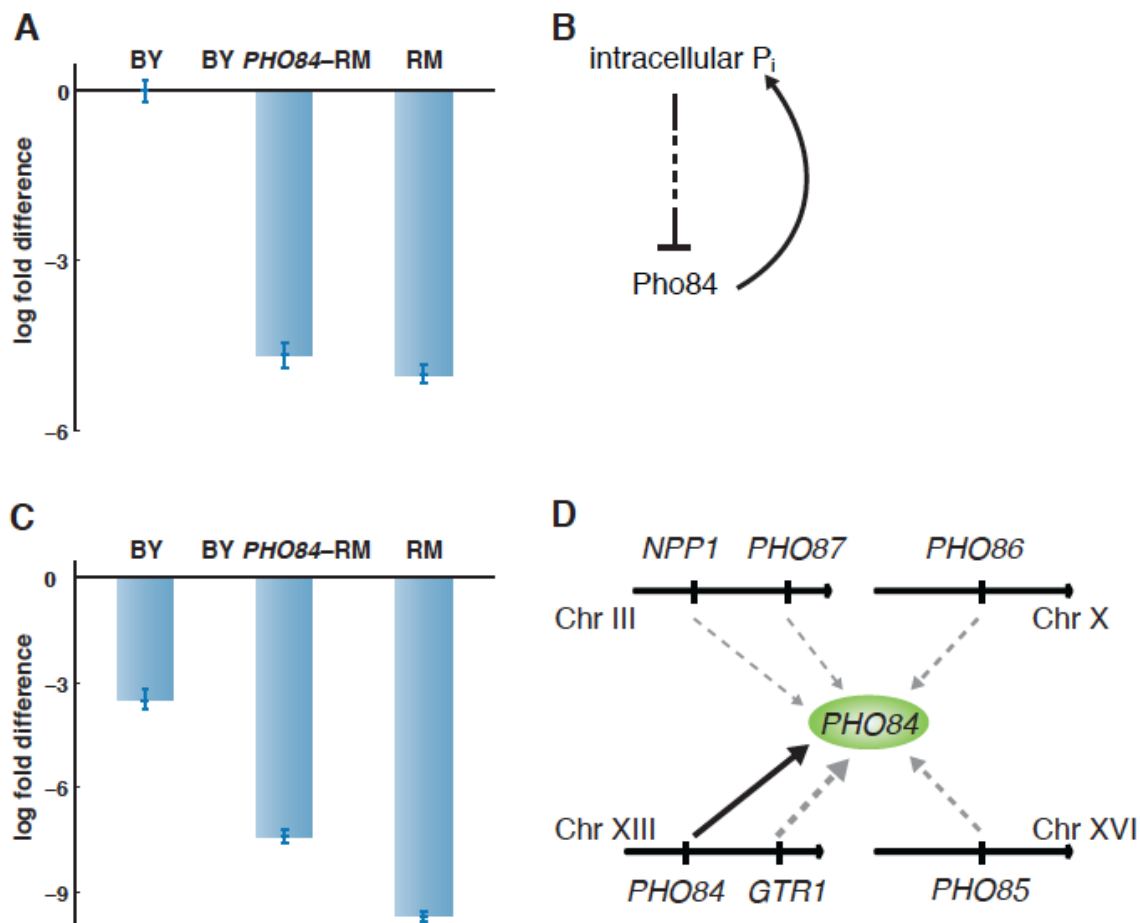 A
BY BY PHO84–RM RM
0
−3
−6
log fold difference
B
intracellular Pi
Pho84
C
BY BY PHO84–RM RM
0
−3
−6
−9
log fold difference
D
NPP1 PHO87 PHO86
Chr III Chr X
PHO84
Chr XIII Chr XVI
PHO84 GTR1 PHO85